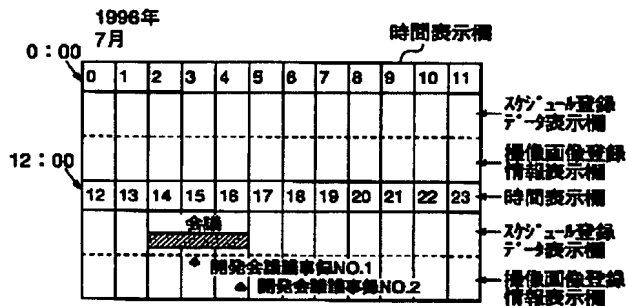 1996年
7月
時間表示欄
0：00
0 1 2 3 4 5 6 7 8 9 10 11
スケジュール登録
データ表示欄
撮像画像登録
情報表示欄
12：00
12 13 14 15 16 17 18 19 20 21 22 23
時間表示欄
会議
スケジュール登録
データ表示欄
開発会議議事録NO.1
開発会議議事録NO.2
撮像画像登録
情報表示欄